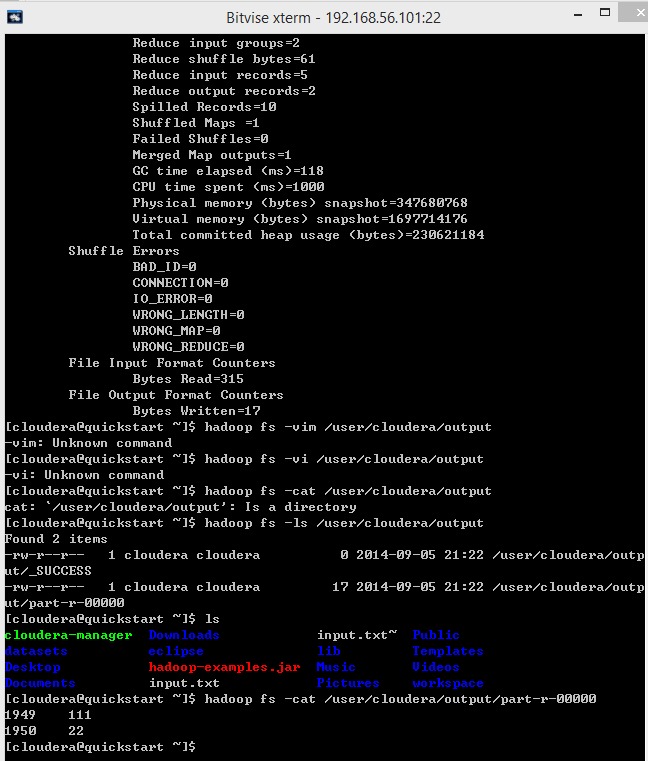 Bitvise xterm - 192.168.56.101:22
Reduce input groups=2
Reduce shuffle bytes=61
Reduce input records=5
Reduce output records=2
Spilled Records=10
Shuffled Maps =1
Failed Shuffles=0
Merged Map outputs=1
GC time elapsed (ms)=118
CPU time spent (ms)=1000
Physical memory (bytes) snapshot=347680768
Virtual memory (bytes) snapshot=1697714176
Total committed heap usage (bytes)=230621184
Shuffle Errors
BAD_ID=0
CONNECTION=0
IO_ERROR=0
WRONG_LENGTH=0
WRONG_MAP=0
WRONG_REDUCE=0
File Input Format Counters
Bytes Read=315
File Output Format Counters
Bytes Written=17
[cloudera@quickstart ~]$ hadoop fs -vim /user/cloudera/output
-vim: Unknown command
[cloudera@quickstart ~]$ hadoop fs -vi /user/cloudera/output
-vi: Unknown command
[cloudera@quickstart ~]$ hadoop fs -cat /user/cloudera/output
cat: `/user/cloudera/output': Is a directory
[cloudera@quickstart ~]$ hadoop fs -ls /user/cloudera/output
Found 2 items
-rw-r--r--   1 cloudera cloudera          0 2014-09-05 21:22 /user/cloudera/outp
ut/_SUCCESS
-rw-r--r--   1 cloudera cloudera         17 2014-09-05 21:22 /user/cloudera/outp
ut/part-r-00000
[cloudera@quickstart ~]$ ls
cloudera-manager  Downloads            input.txt~  Public
datasets          eclipse              lib         Templates
Desktop           hadoop-examples.jar  Music       Videos
Documents         input.txt            Pictures    workspace
[cloudera@quickstart ~]$ hadoop fs -cat /user/cloudera/output/part-r-00000
1949    111
1950    22
[cloudera@quickstart ~]$